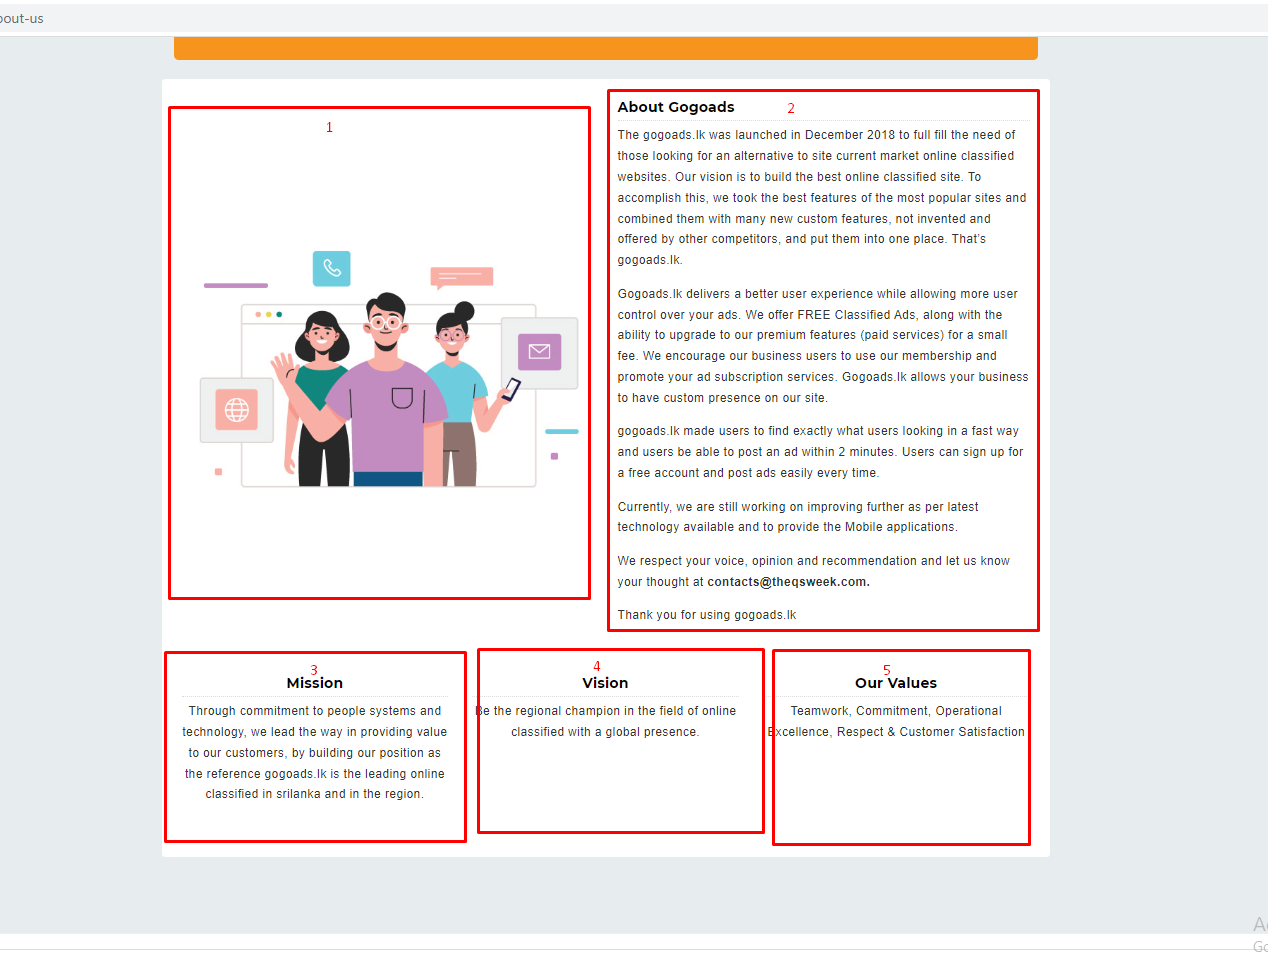 bout-us
1
About Gogoads 2
The gogoads.lk was launched in December 2018 to full fill the need of
those looking for an alternative to site current market online classified
websites. Our vision is to build the best online classified site. To
accomplish this, we took the best features of the most popular sites and
combined them with many new custom features, not invented and
offered by other competitors, and put them into one place. That's
gogoads.lk.
Gogoads.lk delivers a better user experience while allowing more user
control over your ads. We offer FREE Classified Ads, along with the
ability to upgrade to our premium features (paid services) for a small
fee. We encourage our business users to use our membership and
promote your ad subscription services. Gogoads.lk allows your business
to have custom presence on our site.
gogoads.lk made users to find exactly what users looking in a fast way
and users be able to post an ad within 2 minutes. Users can sign up for
a free account and post ads easily every time.
Currently, we are still working on improving further as per latest
technology available and to provide the Mobile applications.
We respect your voice, opinion and recommendation and let us know
your thought at contacts@theqsweek.com.
Thank you for using gogoads.lk
3
Mission
Through commitment to people systems and
technology, we lead the way in providing value
to our customers, by building our position as
the reference gogoads.lk is the leading online
classified in srilanka and in the region.
4
Vision
Be the regional champion in the field of online
classified with a global presence.
5
Our Values
Teamwork, Commitment, Operational
Excellence, Respect & Customer Satisfaction